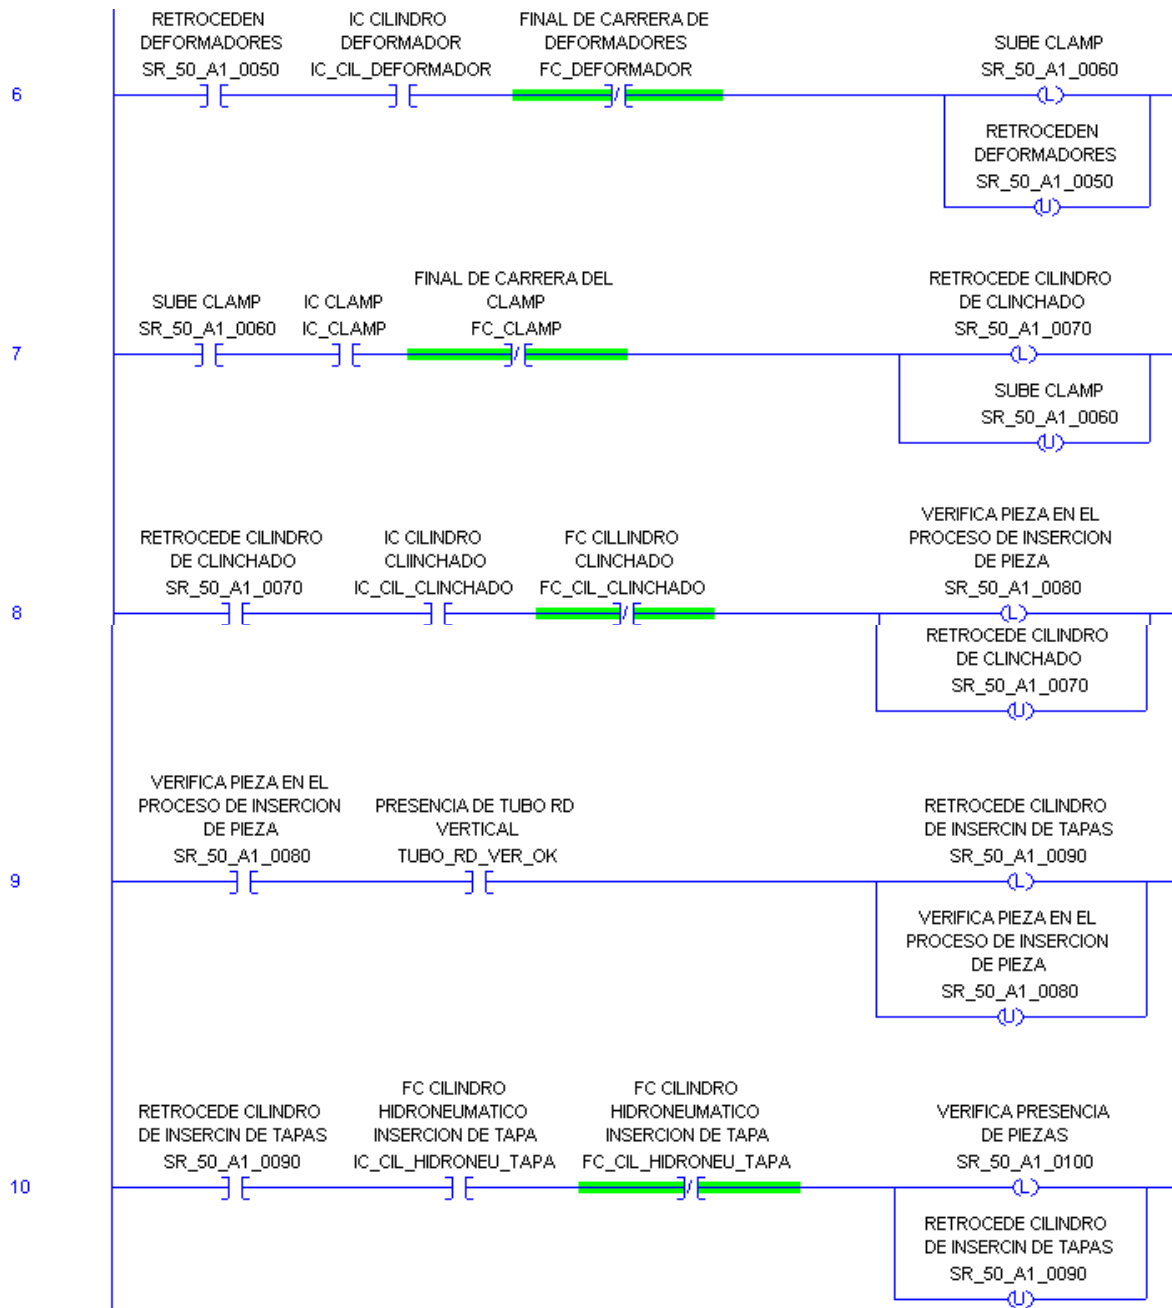 RETROCEDEN
DEFORMADORES
SR_50_A1_0050
IC CILINDRO
DEFORMADOR
IC_CIL_DEFORMADOR
FINAL DE CARRERA DE
DEFORMADORES
FC_DEFORMADOR
SUBE CLAMP
SR_50_A1_0060
6
L
RETROCEDEN
DEFORMADORES
SR_50_A1_0050
U
SUBE CLAMP
SR_50_A1_0060
IC CLAMP
IC_CLAMP
FINAL DE CARRERA DEL
CLAMP
FC_CLAMP
RETROCEDE CILINDRO
DE CLINCHADO
SR_50_A1_0070
7
L
SUBE CLAMP
SR_50_A1_0060
U
RETROCEDE CILINDRO
DE CLINCHADO
SR_50_A1_0070
IC CILINDRO
CLIINCHADO
IC_CIL_CLINCHADO
FC CILLINDRO
CLINCHADO
FC_CIL_CLINCHADO
VERIFICA PIEZA EN EL
PROCESO DE INSERCION
DE PIEZA
SR_50_A1_0080
8
L
RETROCEDE CILINDRO
DE CLINCHADO
SR_50_A1_0070
U
VERIFICA PIEZA EN EL
PROCESO DE INSERCION
DE PIEZA
SR_50_A1_0080
PRESENCIA DE TUBO RD
VERTICAL
TUBO_RD_VER_OK
RETROCEDE CILINDRO
DE INSERCIN DE TAPAS
SR_50_A1_0090
9
L
VERIFICA PIEZA EN EL
PROCESO DE INSERCION
DE PIEZA
SR_50_A1_0080
U
RETROCEDE CILINDRO
DE INSERCIN DE TAPAS
SR_50_A1_0090
FC CILINDRO
HIDRONEUMATICO
INSERCION DE TAPA
IC_CIL_HIDRONEU_TAPA
FC CILINDRO
HIDRONEUMATICO
INSERCION DE TAPA
FC_CIL_HIDRONEU_TAPA
VERIFICA PRESENCIA
DE PIEZAS
SR_50_A1_0100
10
L
RETROCEDE CILINDRO
DE INSERCIN DE TAPAS
SR_50_A1_0090
U